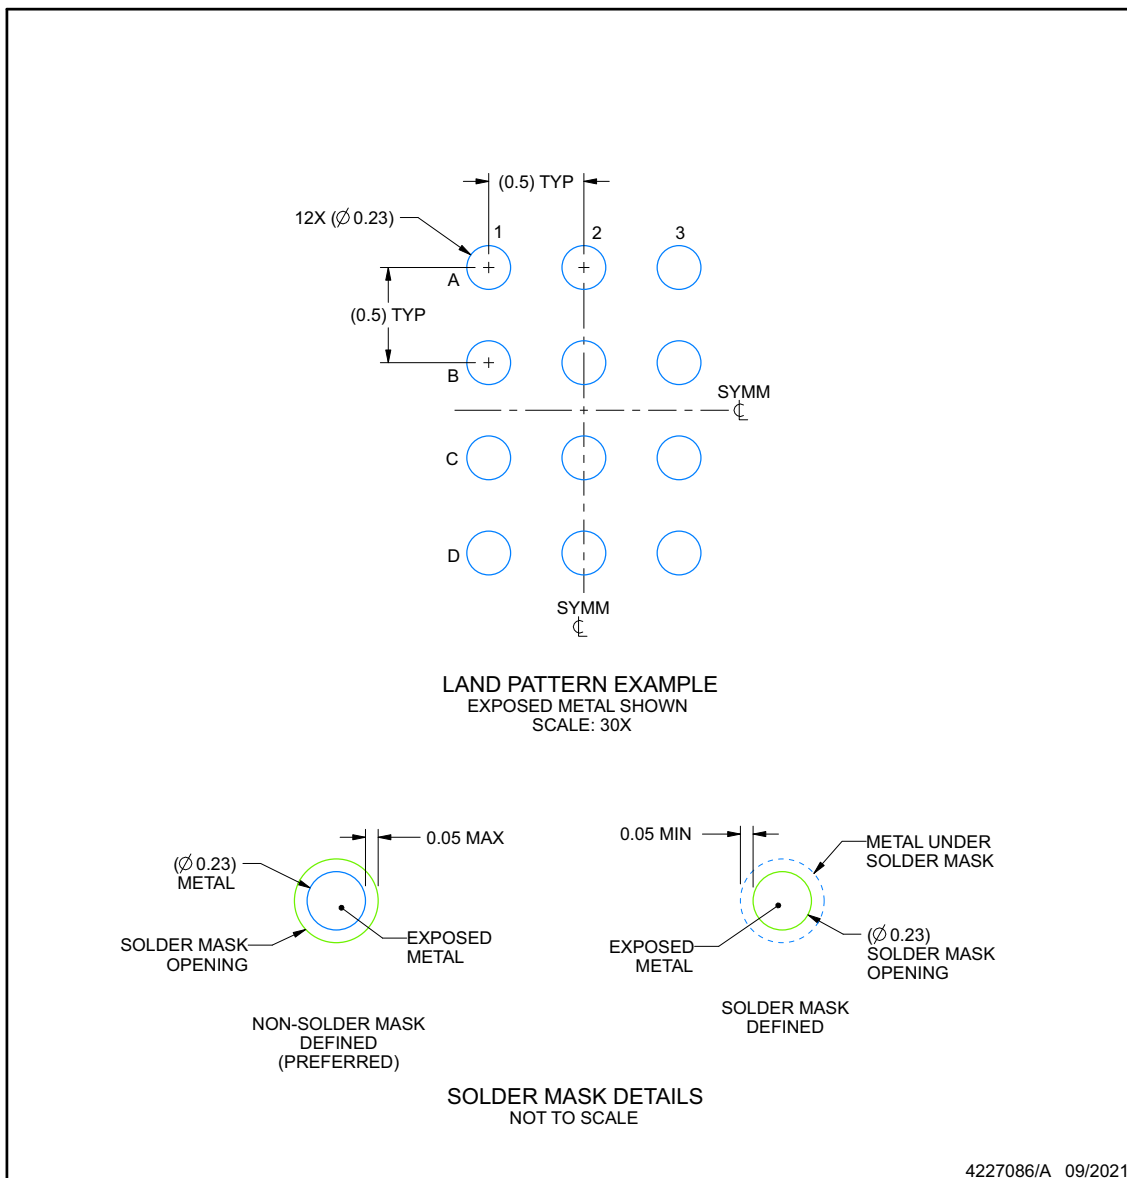 (0.5) TYP
12X (∅ 0.23)
1
2
3
A
(0.5) TYP
B
SYMM
C
D
SYMM
LAND PATTERN EXAMPLE
EXPOSED METAL SHOWN
SCALE: 30X
0.05 MAX
(∅ 0.23)
METAL
SOLDER MASK
OPENING
EXPOSED
METAL
NON-SOLDER MASK
DEFINED
(PREFERRED)
0.05 MIN
METAL UNDER
SOLDER MASK
EXPOSED
METAL
(∅ 0.23)
SOLDER MASK
OPENING
SOLDER MASK
DEFINED
SOLDER MASK DETAILS
NOT TO SCALE
4227086/A 09/2021